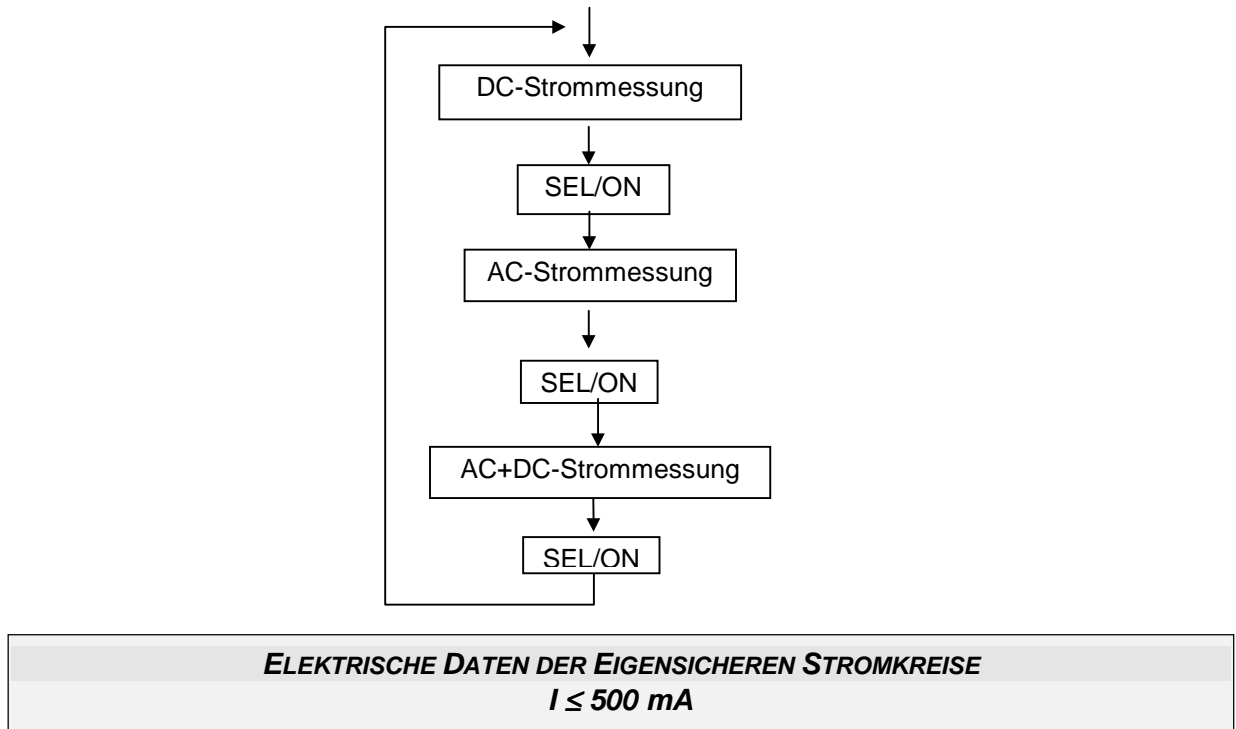 DC-Strommessung
SEL/ON
AC-Strommessung
SEL/ON
AC+DC-Strommessung
SEL/ON
ELEKTRISCHE DATEN DER EIGENSICHEREN STROMKREISE
I ≤ 500 mA